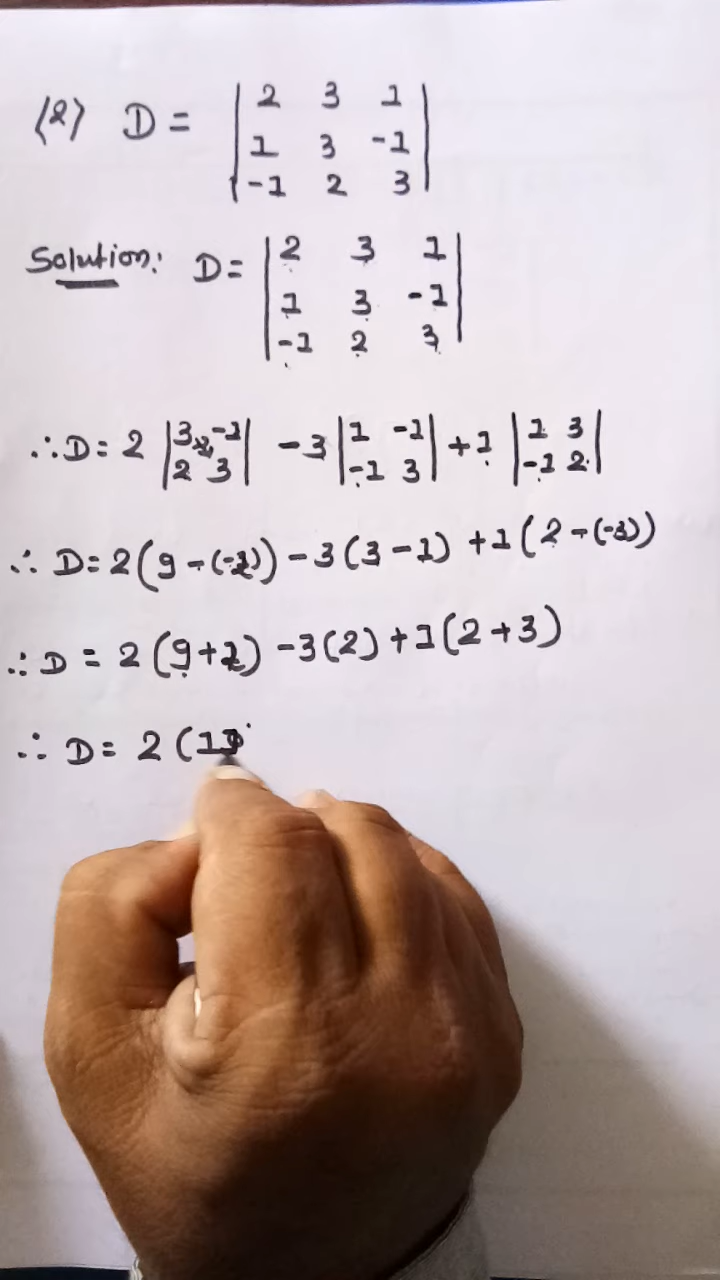 (2) D = | 2 3 1 |
| 1 3 -1 |
| -1 2 3 |
Solution: D = | 2 3 1 |
| 1 3 -1 |
| -1 2 3 |
∴ D = 2 | 3 -1 | - 3 | 1 -1 | + 1 | 1 3 |
| 2 3 | | -1 3 | | -1 2 |
∴ D = 2 (9 - (-2)) - 3 (3 - 1) + 1 (2 - (-3))
∴ D = 2 (9 + 2) - 3 (2) + 1 (2 + 3)
∴ D = 2 (1